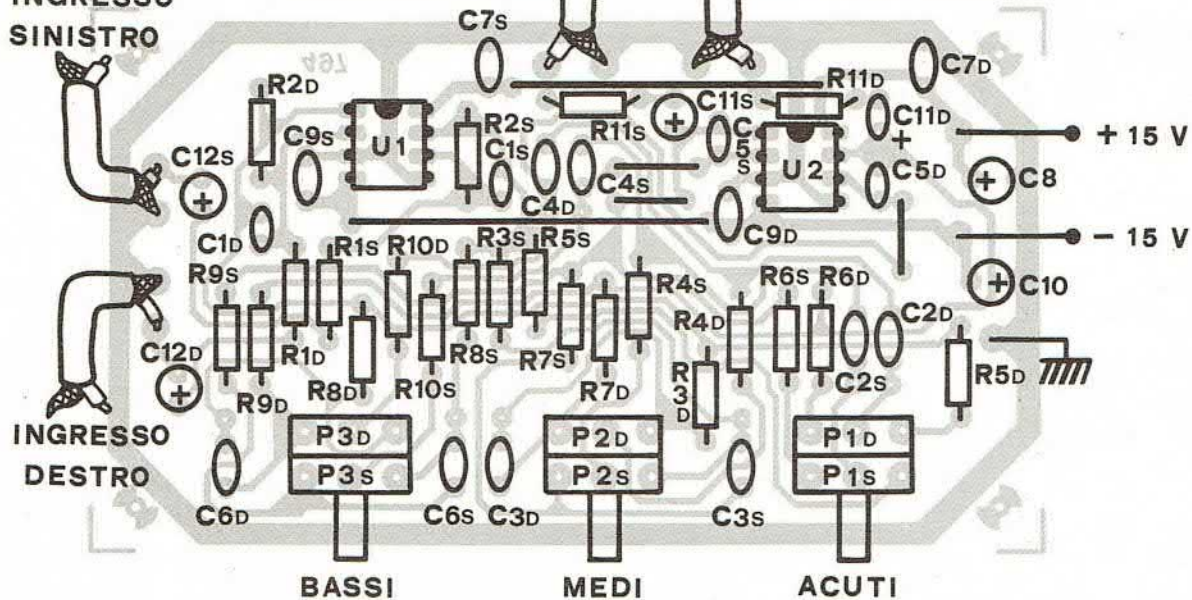 INGRESSO
SINISTRO
C7S
497
C7D
R2D
R11D
C11S
R11S
C11D
C9S
U1
R2S
C1S
C5S
U2
+ 15 V
C12S
C4S
C4D
C5D
C8
C1D
C9D
- 15 V
R9S
R1S
R10D
R3S
R5S
R4S
R6S
R6D
C10
C12D
R1D
R8S
R7S
R4D
C2D
R9D
R8D
R10S
R7D
R3D
C2S
R5D
INGRESSO
DESTRO
P3D
P2D
P1D
P3S
P2S
P1S
C6D
C6S
C3D
C3S
BASSI
MEDI
ACUTI